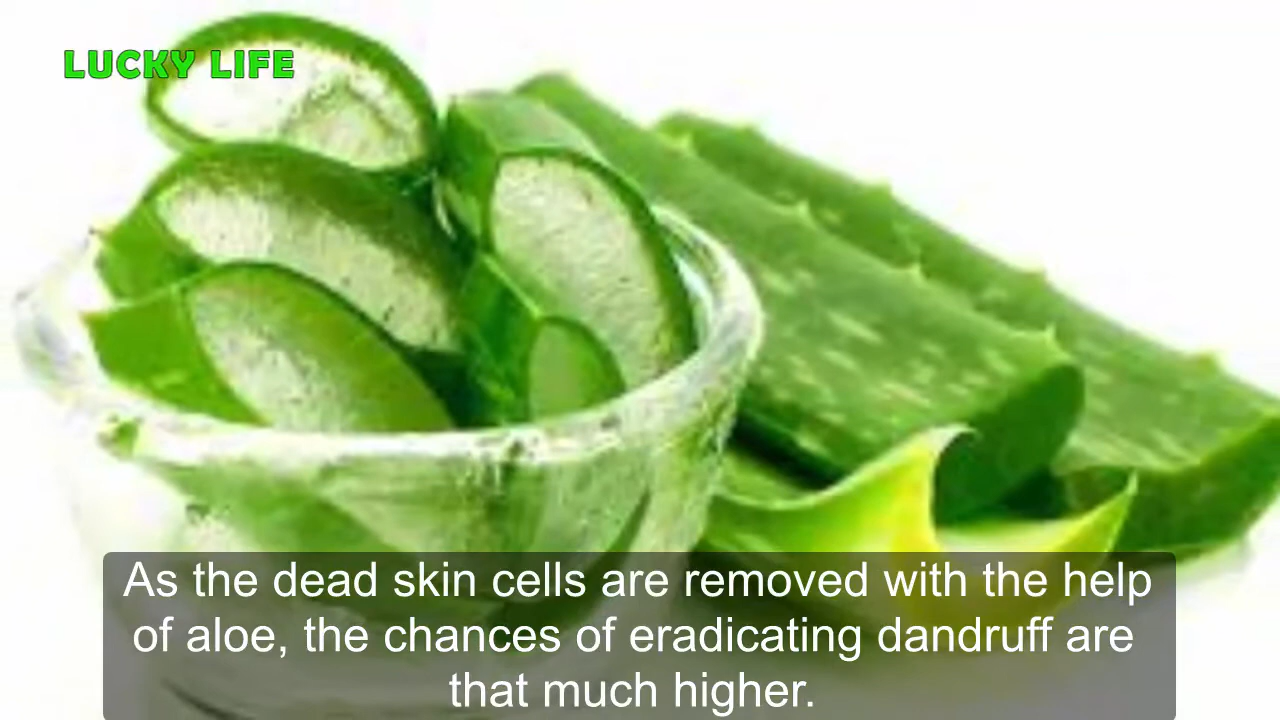 LUCKY LIFE
As the dead skin cells are removed with the help
of aloe, the chances of eradicating dandruff are
that much higher.